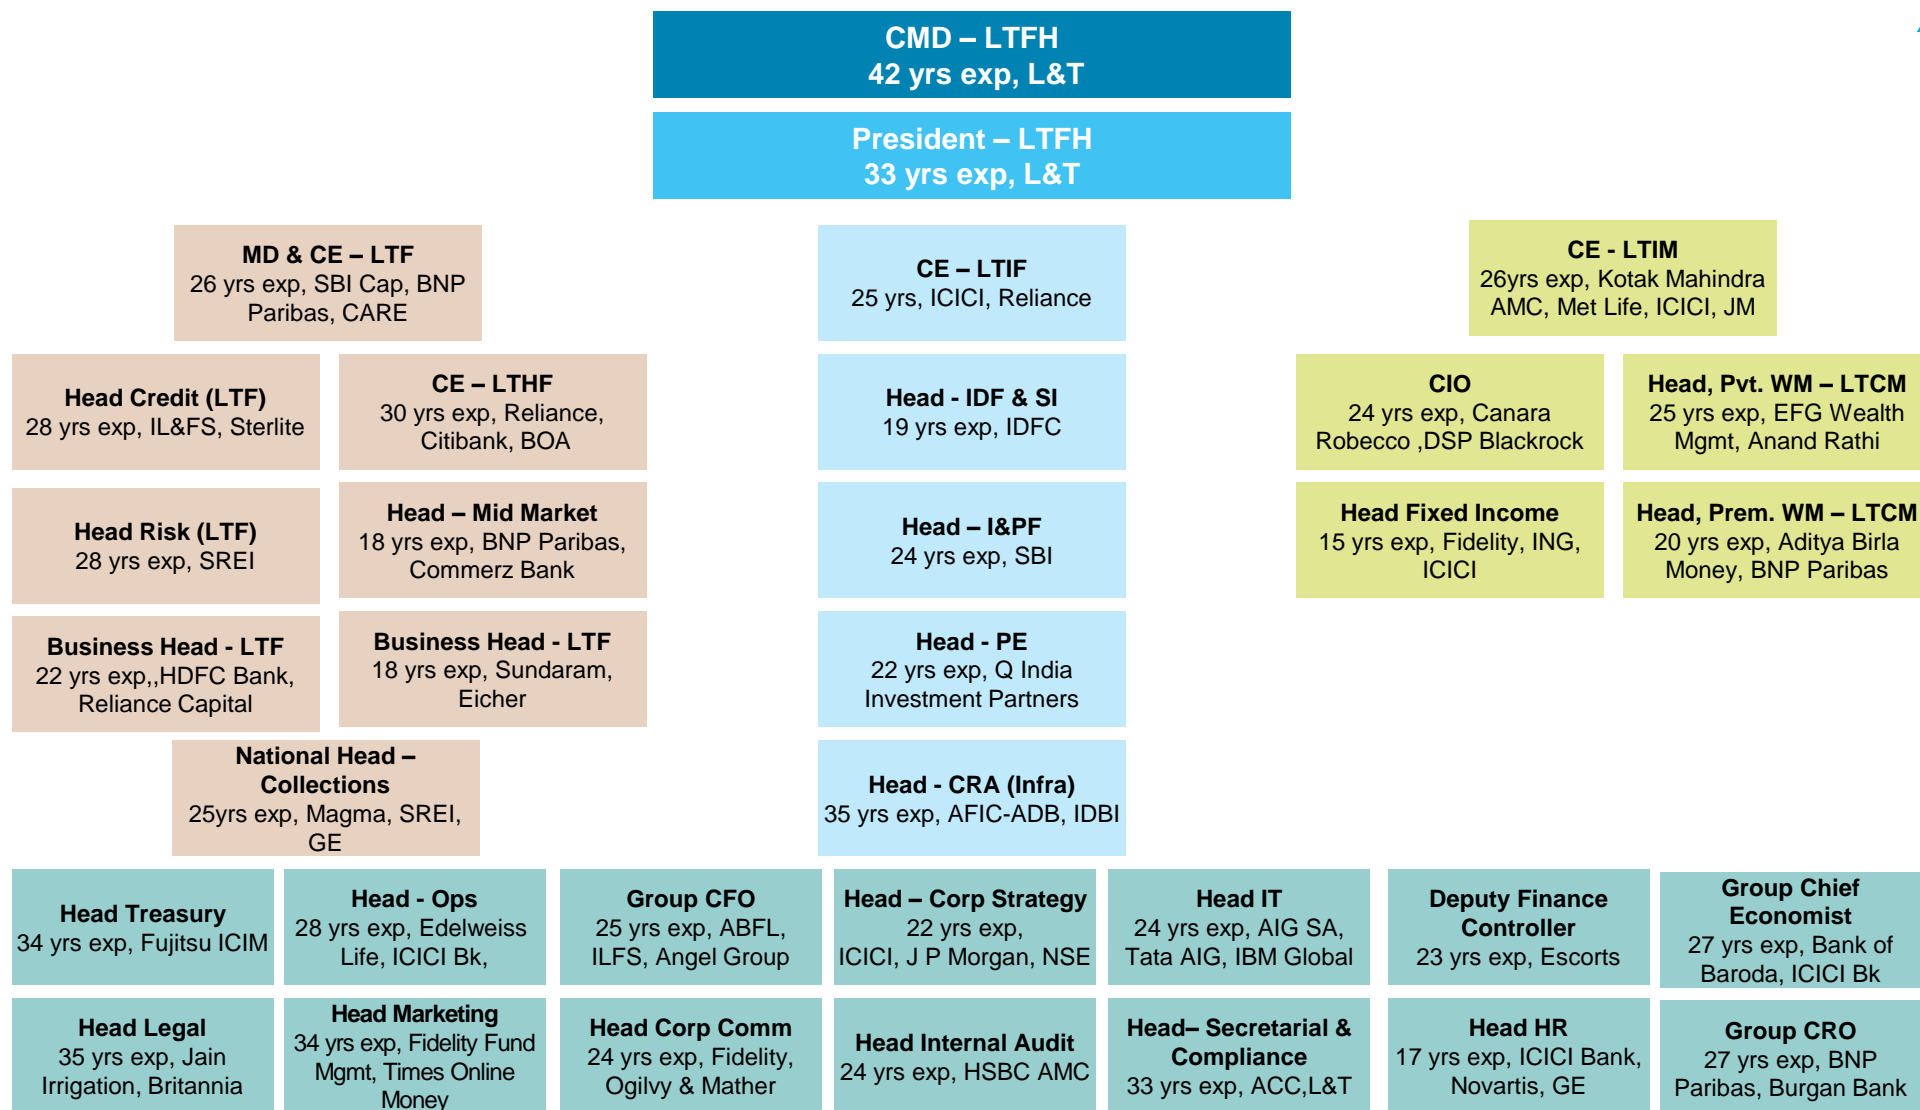 CMD – LTFH
42 yrs exp, L&T
President – LTFH
33 yrs exp, L&T
MD & CE – LTF
26 yrs exp, SBI Cap, BNP
Paribas, CARE
CE – LTIF
25 yrs, ICICI, Reliance
CE - LTIM
26yrs exp, Kotak Mahindra
AMC, Met Life, ICICI, JM
Head Credit (LTF)
28 yrs exp, IL&FS, Sterlite
CE – LTHF
30 yrs exp, Reliance,
Citibank, BOA
Head - IDF & SI
19 yrs exp, IDFC
CIO
24 yrs exp, Canara
Robecco ,DSP Blackrock
Head, Pvt. WM – LTCM
25 yrs exp, EFG Wealth
Mgmt, Anand Rathi
Head Risk (LTF)
28 yrs exp, SREI
Head – Mid Market
18 yrs exp, BNP Paribas,
Commerz Bank
Head – I&PF
24 yrs exp, SBI
Head Fixed Income
15 yrs exp, Fidelity, ING,
ICICI
Head, Prem. WM – LTCM
20 yrs exp, Aditya Birla
Money, BNP Paribas
Business Head - LTF
22 yrs exp,,HDFC Bank,
Reliance Capital
Business Head - LTF
18 yrs exp, Sundaram,
Eicher
Head - PE
22 yrs exp, Q India
Investment Partners
National Head –
Collections
25yrs exp, Magma, SREI,
GE
Head - CRA (Infra)
35 yrs exp, AFIC-ADB, IDBI
Head Treasury
34 yrs exp, Fujitsu ICIM
Head - Ops
28 yrs exp, Edelweiss
Life, ICICI Bk,
Group CFO
25 yrs exp, ABFL,
ILFS, Angel Group
Head – Corp Strategy
22 yrs exp,
ICICI, J P Morgan, NSE
Head IT
24 yrs exp, AIG SA,
Tata AIG, IBM Global
Deputy Finance
Controller
23 yrs exp, Escorts
Group Chief
Economist
27 yrs exp, Bank of
Baroda, ICICI Bk
Head Legal
35 yrs exp, Jain
Irrigation, Britannia
Head Marketing
34 yrs exp, Fidelity Fund
Mgmt, Times Online
Money
Head Corp Comm
24 yrs exp, Fidelity,
Ogilvy & Mather
Head Internal Audit
24 yrs exp, HSBC AMC
Head– Secretarial &
Compliance
33 yrs exp, ACC,L&T
Head HR
17 yrs exp, ICICI Bank,
Novartis, GE
Group CRO
27 yrs exp, BNP
Paribas, Burgan Bank